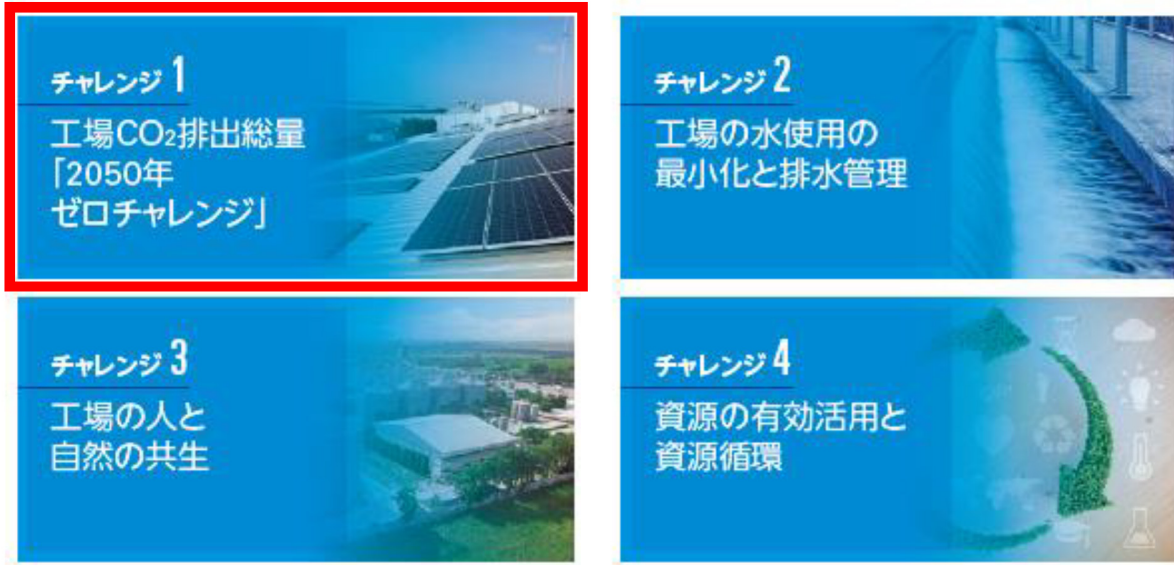 チャレンジ 1
工場CO₂排出総量
「2050年
ゼロチャレンジ」
チャレンジ 2
工場の水使用の
最小化と排水管理
チャレンジ 3
工場の人と
自然の共生
チャレンジ 4
資源の有効活用と
資源循環